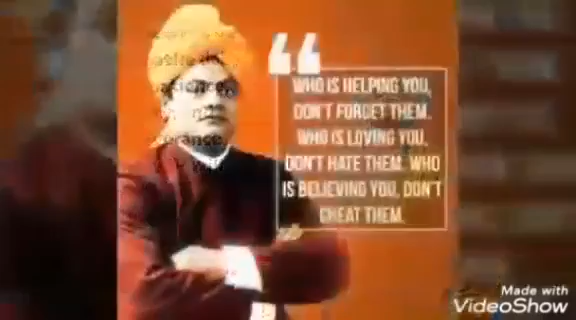 WHO IS HELPING YOU,
DON'T FORGET THEM.
WHO IS LOVING YOU,
DON'T HATE THEM. WHO
IS BELIEVING YOU, DON'T
CHEAT THEM.
Made with
VideoShow